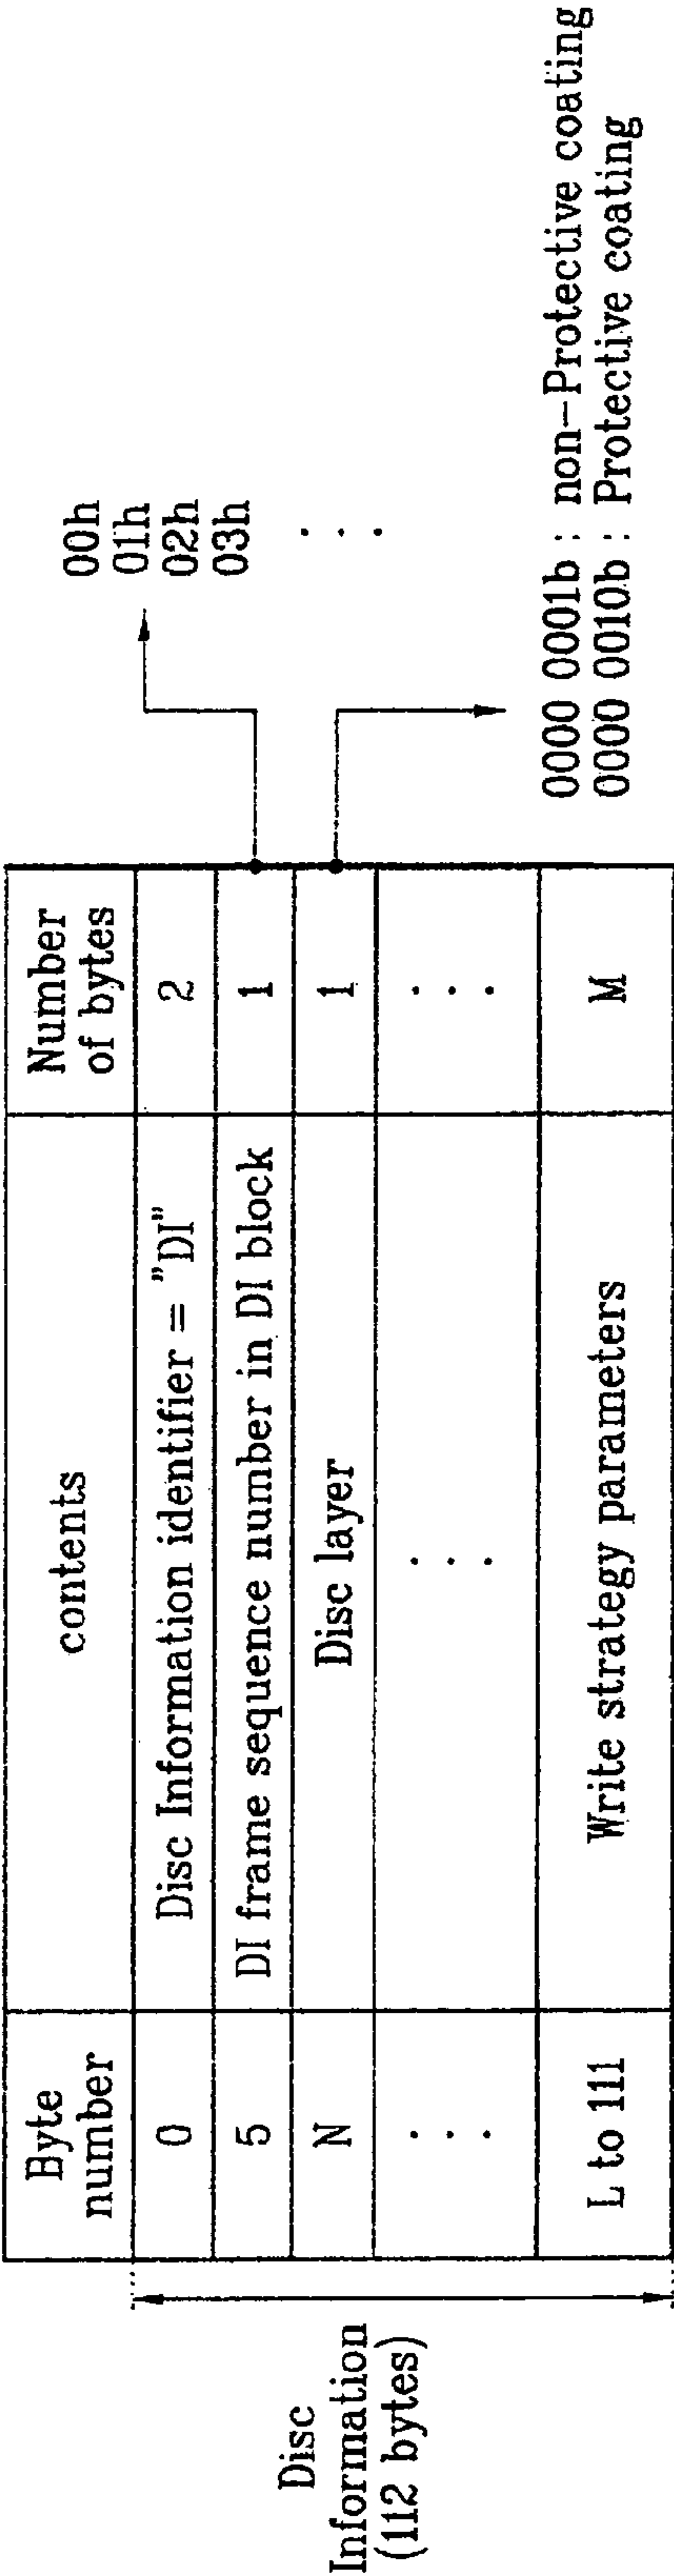 Disc
Information
(112 bytes)
Byte
number
contents
Number
of bytes
0
Disc Information identifier = "DI"
2
5
DI frame sequence number in DI block
1
N
Disc layer
1
· · ·
· · ·
· · ·
L to 111
Write strategy parameters
M
00h
01h
02h
03h
· · ·
0000 0001b : non-Protective coating
0000 0010b : Protective coating